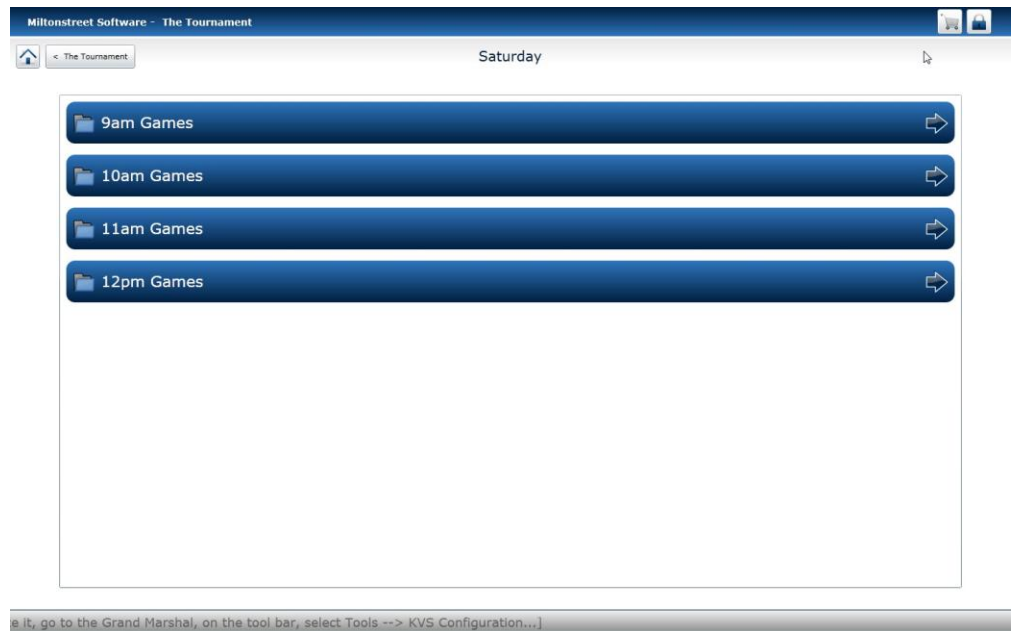 Miltonstreet Software - The Tournament
< The Tournament
Saturday
9am Games
10am Games
11am Games
12pm Games
e it, go to the Grand Marshal, on the tool bar, select Tools --> KVS Configuration...]